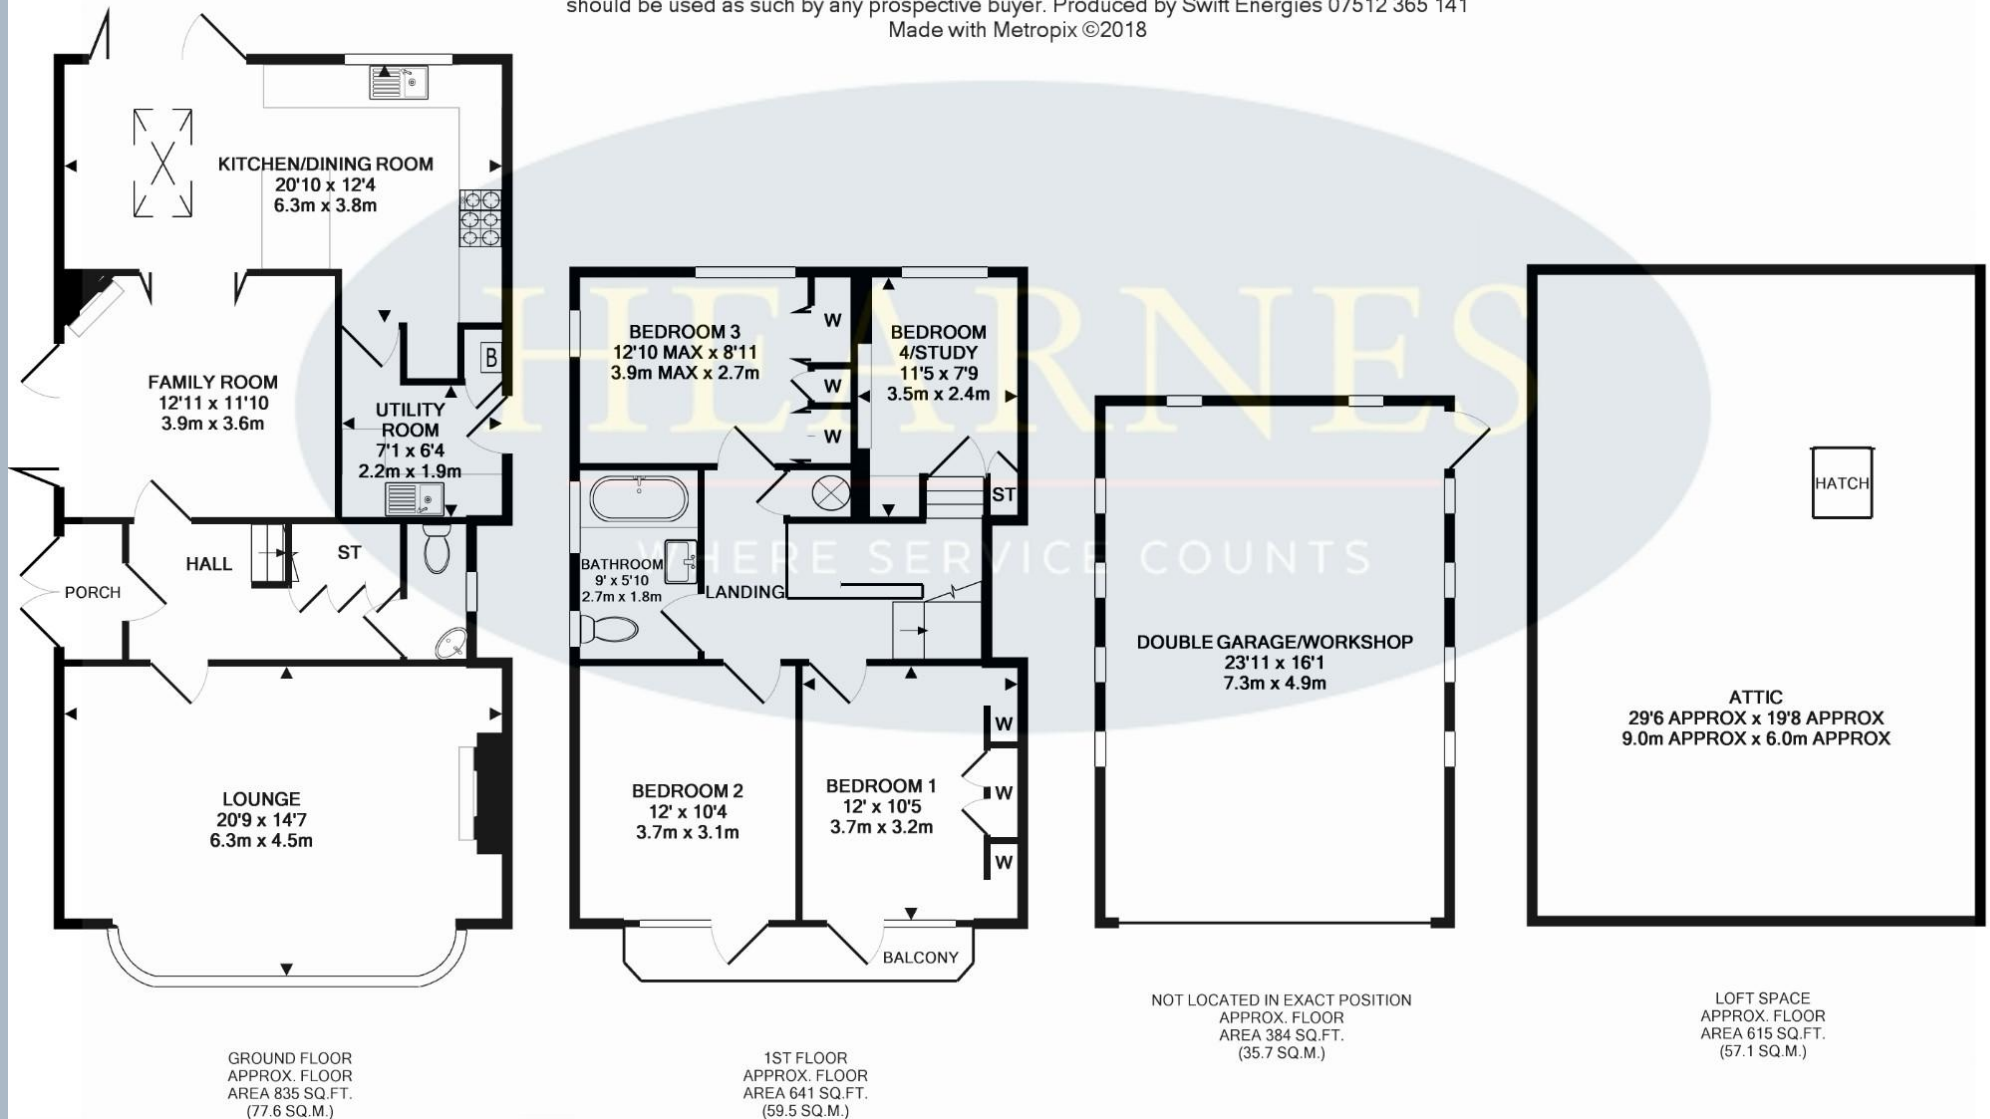 should be used as such by any prospective buyer. Produced by Swift Energies 07512 365 141
Made with Metropix ©2018
KITCHEN/DINING ROOM
20'10 x 12'4
6.3m x 3.8m
FAMILY ROOM
12'11 x 11'10
3.9m x 3.6m
B
UTILITY
ROOM
7'1 x 6'4
2.2m x 1.9m
HALL
ST
PORCH
LOUNGE
20'9 x 14'7
6.3m x 4.5m
GROUND FLOOR
APPROX. FLOOR
AREA 835 SQ.FT.
(77.6 SQ.M.)
HEARNES
WHERE SERVICE COUNTS
BEDROOM 3
12'10 MAX x 8'11
3.9m MAX x 2.7m
W
W
W
BEDROOM
4/STUDY
11'5 x 7'9
3.5m x 2.4m
ST
BATHROOM
9' x 5'10
2.7m x 1.8m
LANDING
BEDROOM 2
12' x 10'4
3.7m x 3.1m
BEDROOM 1
12' x 10'5
3.7m x 3.2m
W
W
W
BALCONY
1ST FLOOR
APPROX. FLOOR
AREA 641 SQ.FT.
(59.5 SQ.M.)
DOUBLE GARAGE/WORKSHOP
23'11 x 16'1
7.3m x 4.9m
NOT LOCATED IN EXACT POSITION
APPROX. FLOOR
AREA 384 SQ.FT.
(35.7 SQ.M.)
HATCH
ATTIC
29'6 APPROX x 19'8 APPROX
9.0m APPROX x 6.0m APPROX
LOFT SPACE
APPROX. FLOOR
AREA 615 SQ.FT.
(57.1 SQ.M.)